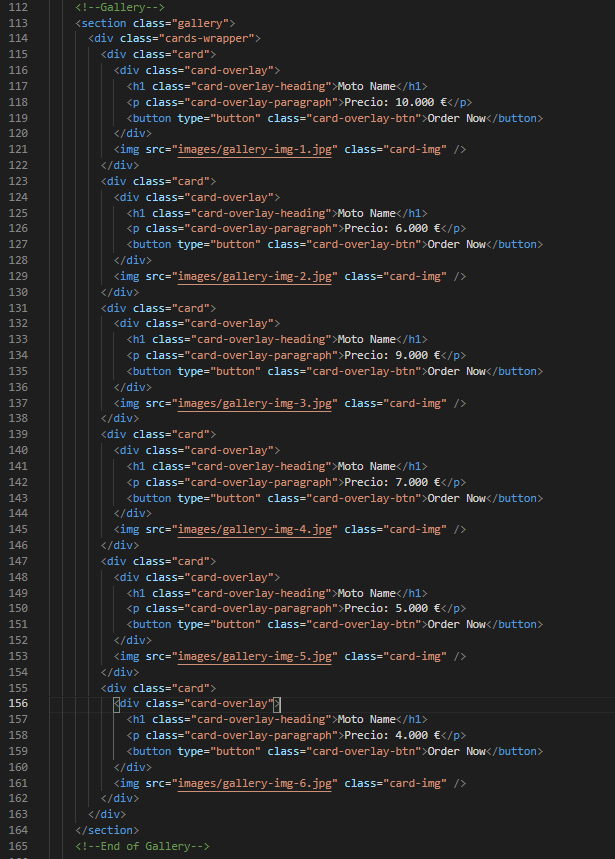 112 <!--Gallery-->
113 <section class="gallery">
114 <div class="cards-wrapper">
115 <div class="card">
116 <div class="card-overlay">
117 <h1 class="card-overlay-heading">Moto Name</h1>
118 <p class="card-overlay-paragraph">Precio: 10.000 €</p>
119 <button type="button" class="card-overlay-btn">Order Now</button>
120 </div>
121 <img src="images/gallery-img-1.jpg" class="card-img" />
122 </div>
123 <div class="card">
124 <div class="card-overlay">
125 <h1 class="card-overlay-heading">Moto Name</h1>
126 <p class="card-overlay-paragraph">Precio: 6.000 €</p>
127 <button type="button" class="card-overlay-btn">Order Now</button>
128 </div>
129 <img src="images/gallery-img-2.jpg" class="card-img" />
130 </div>
131 <div class="card">
132 <div class="card-overlay">
133 <h1 class="card-overlay-heading">Moto Name</h1>
134 <p class="card-overlay-paragraph">Precio: 9.000 €</p>
135 <button type="button" class="card-overlay-btn">Order Now</button>
136 </div>
137 <img src="images/gallery-img-3.jpg" class="card-img" />
138 </div>
139 <div class="card">
140 <div class="card-overlay">
141 <h1 class="card-overlay-heading">Moto Name</h1>
142 <p class="card-overlay-paragraph">Precio: 7.000 €</p>
143 <button type="button" class="card-overlay-btn">Order Now</button>
144 </div>
145 <img src="images/gallery-img-4.jpg" class="card-img" />
146 </div>
147 <div class="card">
148 <div class="card-overlay">
149 <h1 class="card-overlay-heading">Moto Name</h1>
150 <p class="card-overlay-paragraph">Precio: 5.000 €</p>
151 <button type="button" class="card-overlay-btn">Order Now</button>
152 </div>
153 <img src="images/gallery-img-5.jpg" class="card-img" />
154 </div>
155 <div class="card">
156 <div class="card-overlay">
157 <h1 class="card-overlay-heading">Moto Name</h1>
158 <p class="card-overlay-paragraph">Precio: 4.000 €</p>
159 <button type="button" class="card-overlay-btn">Order Now</button>
160 </div>
161 <img src="images/gallery-img-6.jpg" class="card-img" />
162 </div>
163 </div>
164 </section>
165 <!--End of Gallery-->